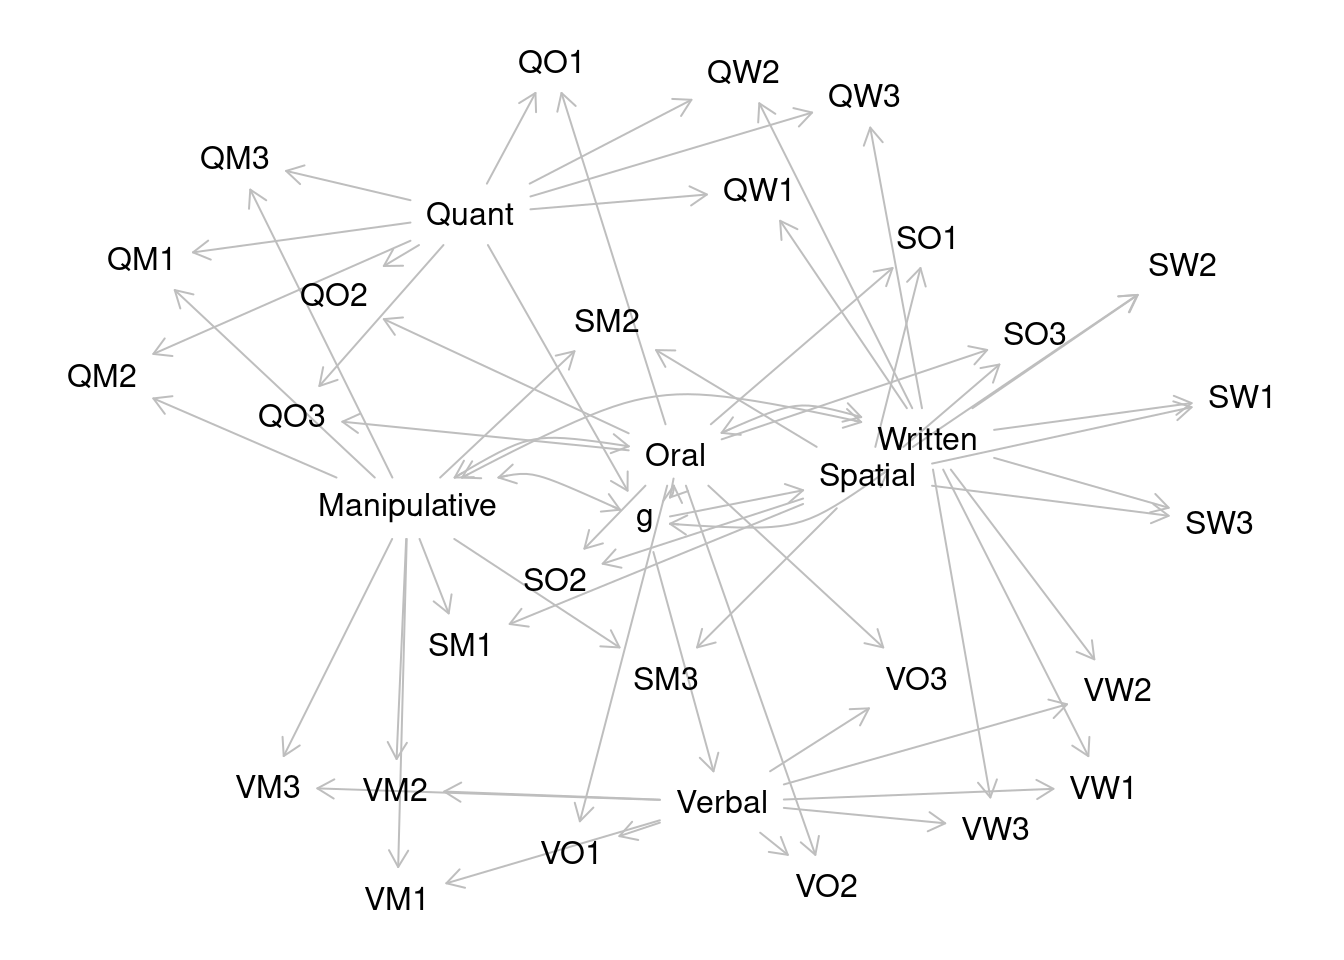 QO1
QW2
QW3
QM3
QW1
Quant
SO1
QM1
SW2
QO2
SM2
SO3
QM2
SW1
QO3
Written
Oral
Spatial
Manipulative
g
SW3
SO2
SM1
SM3
VO3
VW2
VM3
VM2
VW1
Verbal
VW3
VO1
VO2
VM1